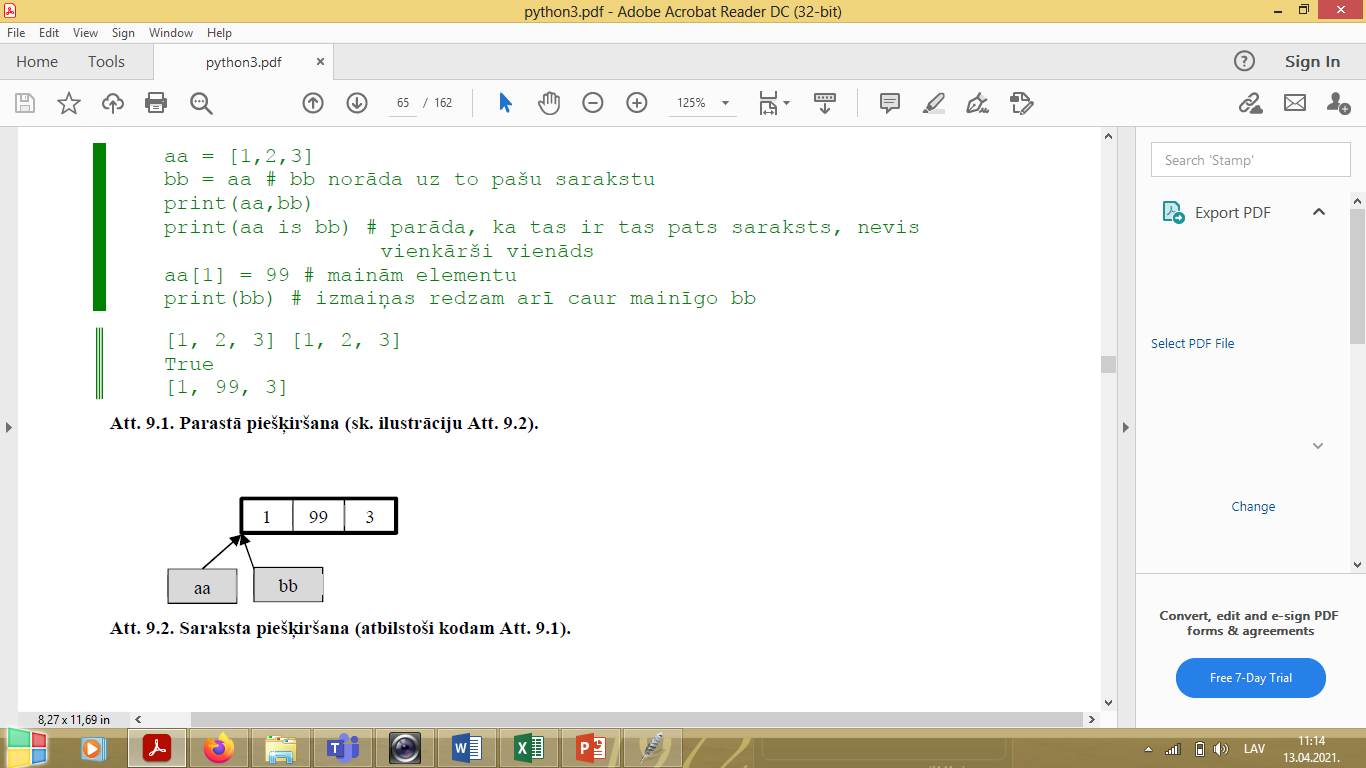 python3.pdf - Adobe Acrobat Reader DC (32-bit)
File Edit View Sign Window Help
Home Tools python3.pdf × Sign In
65 / 162 125%
aa = [1,2,3]
bb = aa # bb norāda uz to pašu sarakstu
print(aa,bb)
print(aa is bb) # parāda, ka tas ir tas pats saraksts, nevis
vienkārši vienāds
aa[1] = 99 # mainām elementu
print(bb) # izmaiņas redzam arī caur mainīgo bb
[1, 2, 3] [1, 2, 3]
True
[1, 99, 3]
Att. 9.1. Parastā piešķiršana (sk. ilustrāciju Att. 9.2).
1 99 3
aa bb
Att. 9.2. Saraksta piešķiršana (atbilstoši kodam Att. 9.1).
8,27 x 11,69 in
Search 'Stamp'
Export PDF
Select PDF File
Change
Convert, edit and e-sign PDF
forms & agreements
Free 7-Day Trial
LAV
11:14
13.04.2021.